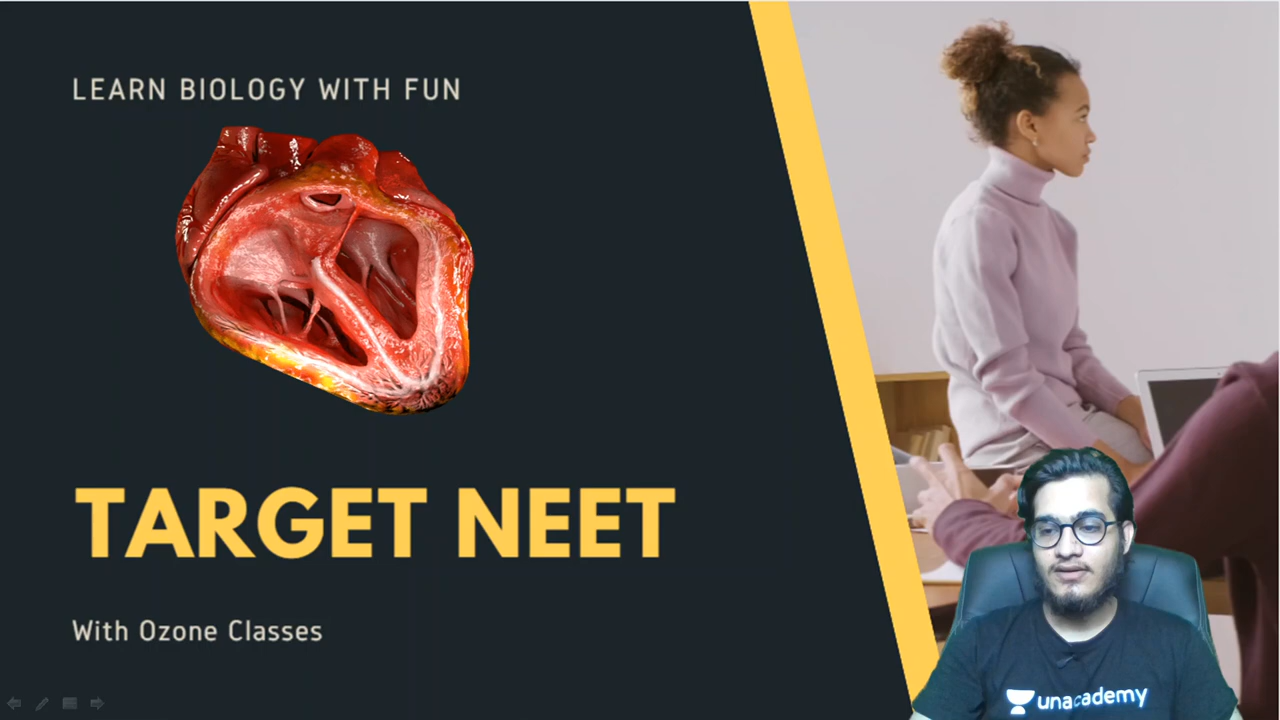 LEARN BIOLOGY WITH FUN
TARGET NEET
With Ozone Classes
unacademy